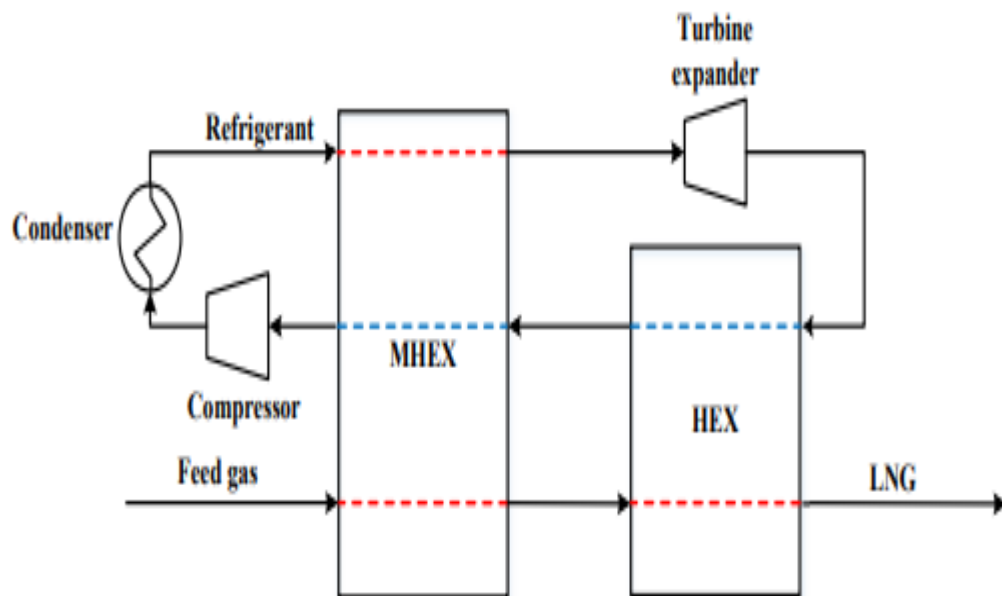 Turbine
expander
Refrigerant
Condenser
MHEX
Compressor
HEX
Feed gas
LNG